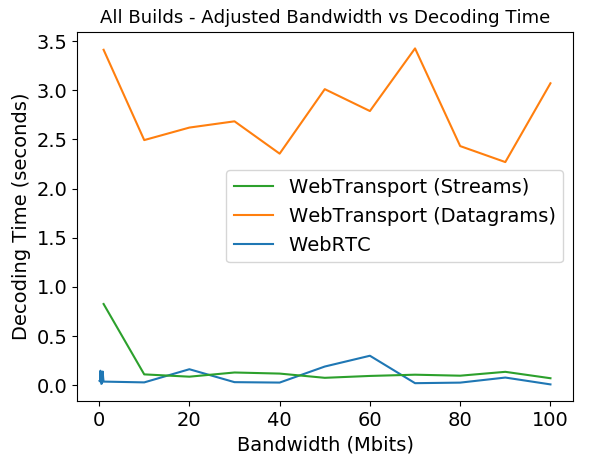 All Builds - Adjusted Bandwidth vs Decoding Time
3.5
3.0
2.5
2.0
1.5
1.0
0.5
0.0
Decoding Time (seconds)
WebTransport (Streams)
WebTransport (Datagrams)
WebRTC
0 20 40 60 80 100
Bandwidth (Mbits)